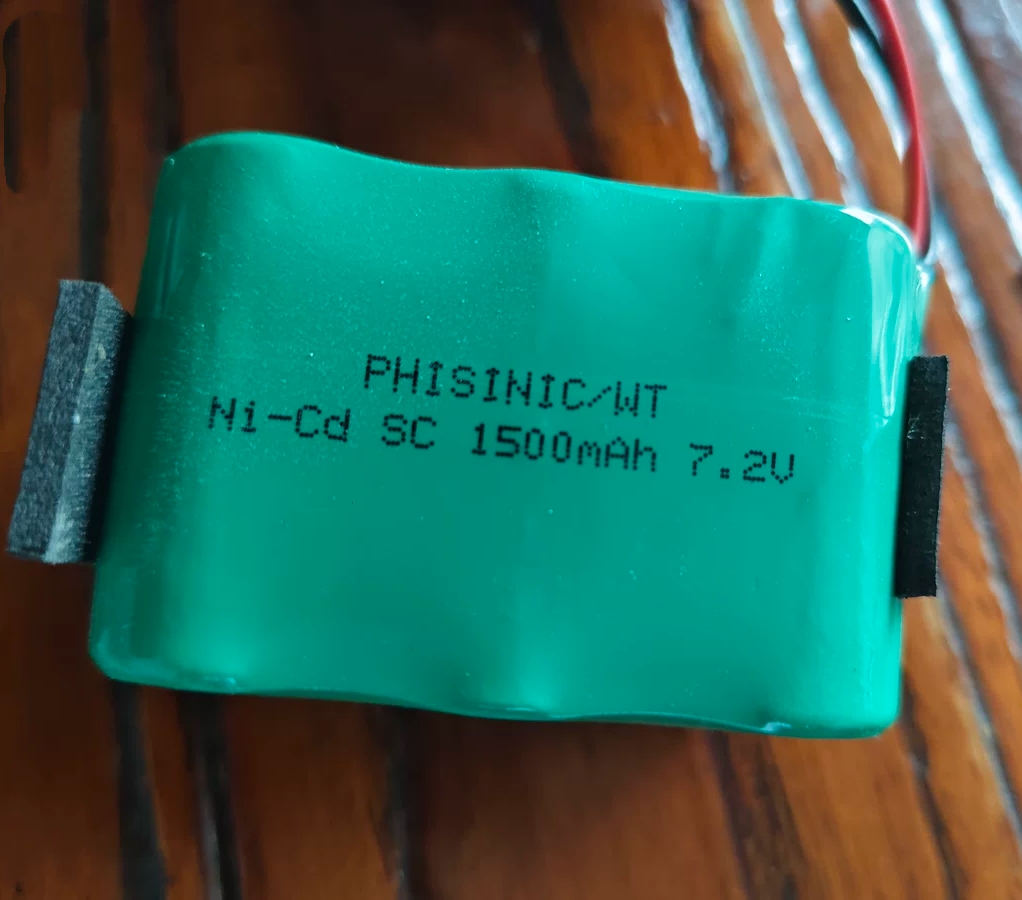 PHISINIC/WT
Ni-Cd SC 1500mAh 7.2V